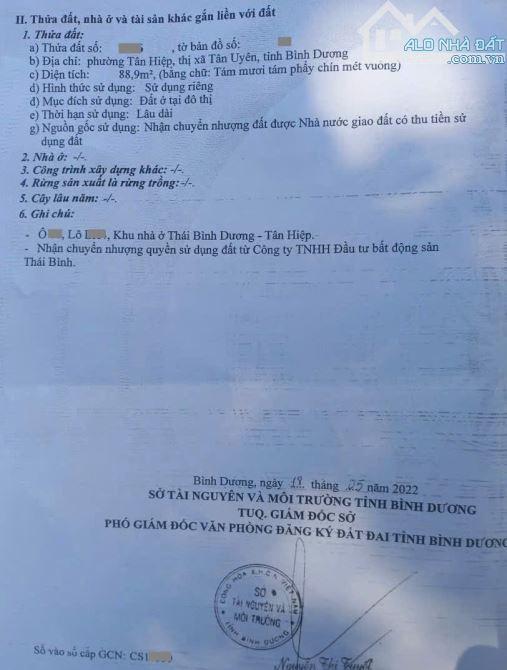 ALO NHÀ ĐẤT
.com.vn
II. Thửa đất, nhà ở và tài sản khác gắn liền với đất
1. Thửa đất:
a) Thửa đất số: , tờ bản đồ số:
b) Địa chỉ: phường Tân Hiệp, thị xã Tân Uyên, tỉnh Bình Dương
c) Diện tích: 88,9m², (bằng chữ: Tám mươi tám phẩy chín mét vuông)
d) Hình thức sử dụng: Sử dụng riêng
đ) Mục đích sử dụng: Đất ở tại đô thị
e) Thời hạn sử dụng: Lâu dài
g) Nguồn gốc sử dụng: Nhận chuyển nhượng đất được Nhà nước giao đất có thu tiền sử
dụng đất
2. Nhà ở: -/-.
3. Công trình xây dựng khác: -/-.
4. Rừng sản xuất là rừng trồng:-/-.
5. Cây lâu năm: -/-.
6. Ghi chú:
- Ô , Lô , Khu nhà ở Thái Bình Dương - Tân Hiệp.
- Nhận chuyển nhượng quyền sử dụng đất từ Công ty TNHH Đầu tư bất động sản
Thái Bình.
Bình Dương, ngày tháng năm 2022
SỞ TÀI NGUYÊN VÀ MÔI TRƯỜNG TỈNH BÌNH DƯƠNG
TUQ. GIÁM ĐỐC SỞ
PHÓ GIÁM ĐỐC VĂN PHÒNG ĐĂNG KÝ ĐẤT ĐAI TỈNH BÌNH DƯƠNG
CỘNG HÒA X.H.C.N VIỆT NAM
SỞ
TÀI NGUYÊN VÀ
MÔI TRƯỜNG
TỈNH BÌNH DƯƠNG
Số vào sổ cấp GCN: CS1
Nguyễn Thị